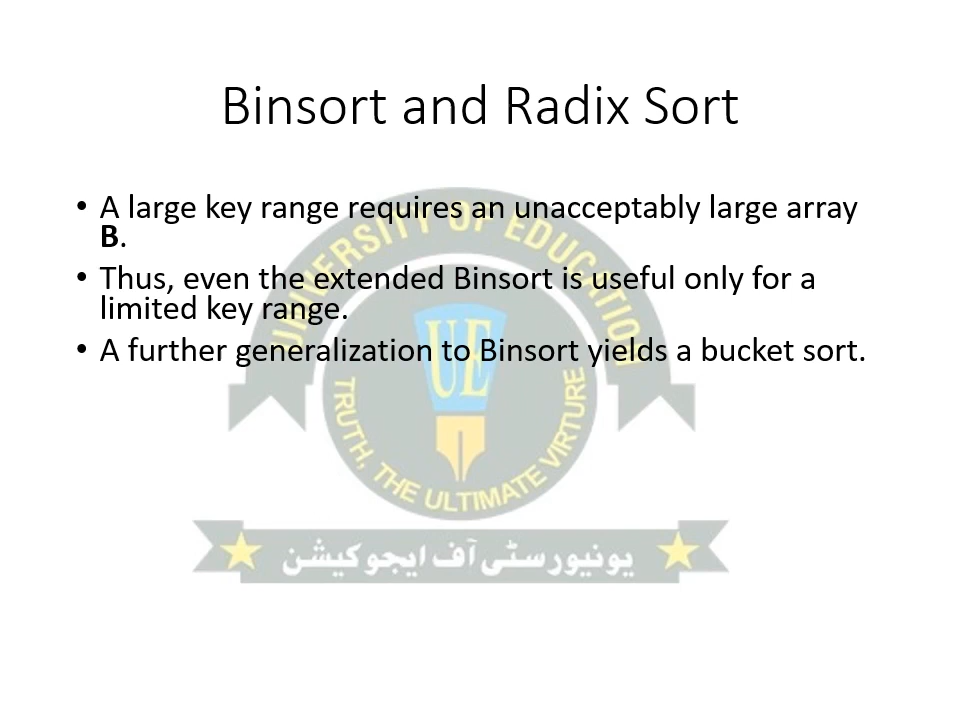 Binsort and Radix Sort
• A large key range requires an unacceptably large array
B.
• Thus, even the extended Binsort is useful only for a
limited key range.
• A further generalization to Binsort yields a bucket sort.
UNIVERSITY OF EDUCATION
UE
TRUTH, THE ULTIMATE VIRTURE
یونیورسٹی آف ایجوکیشن